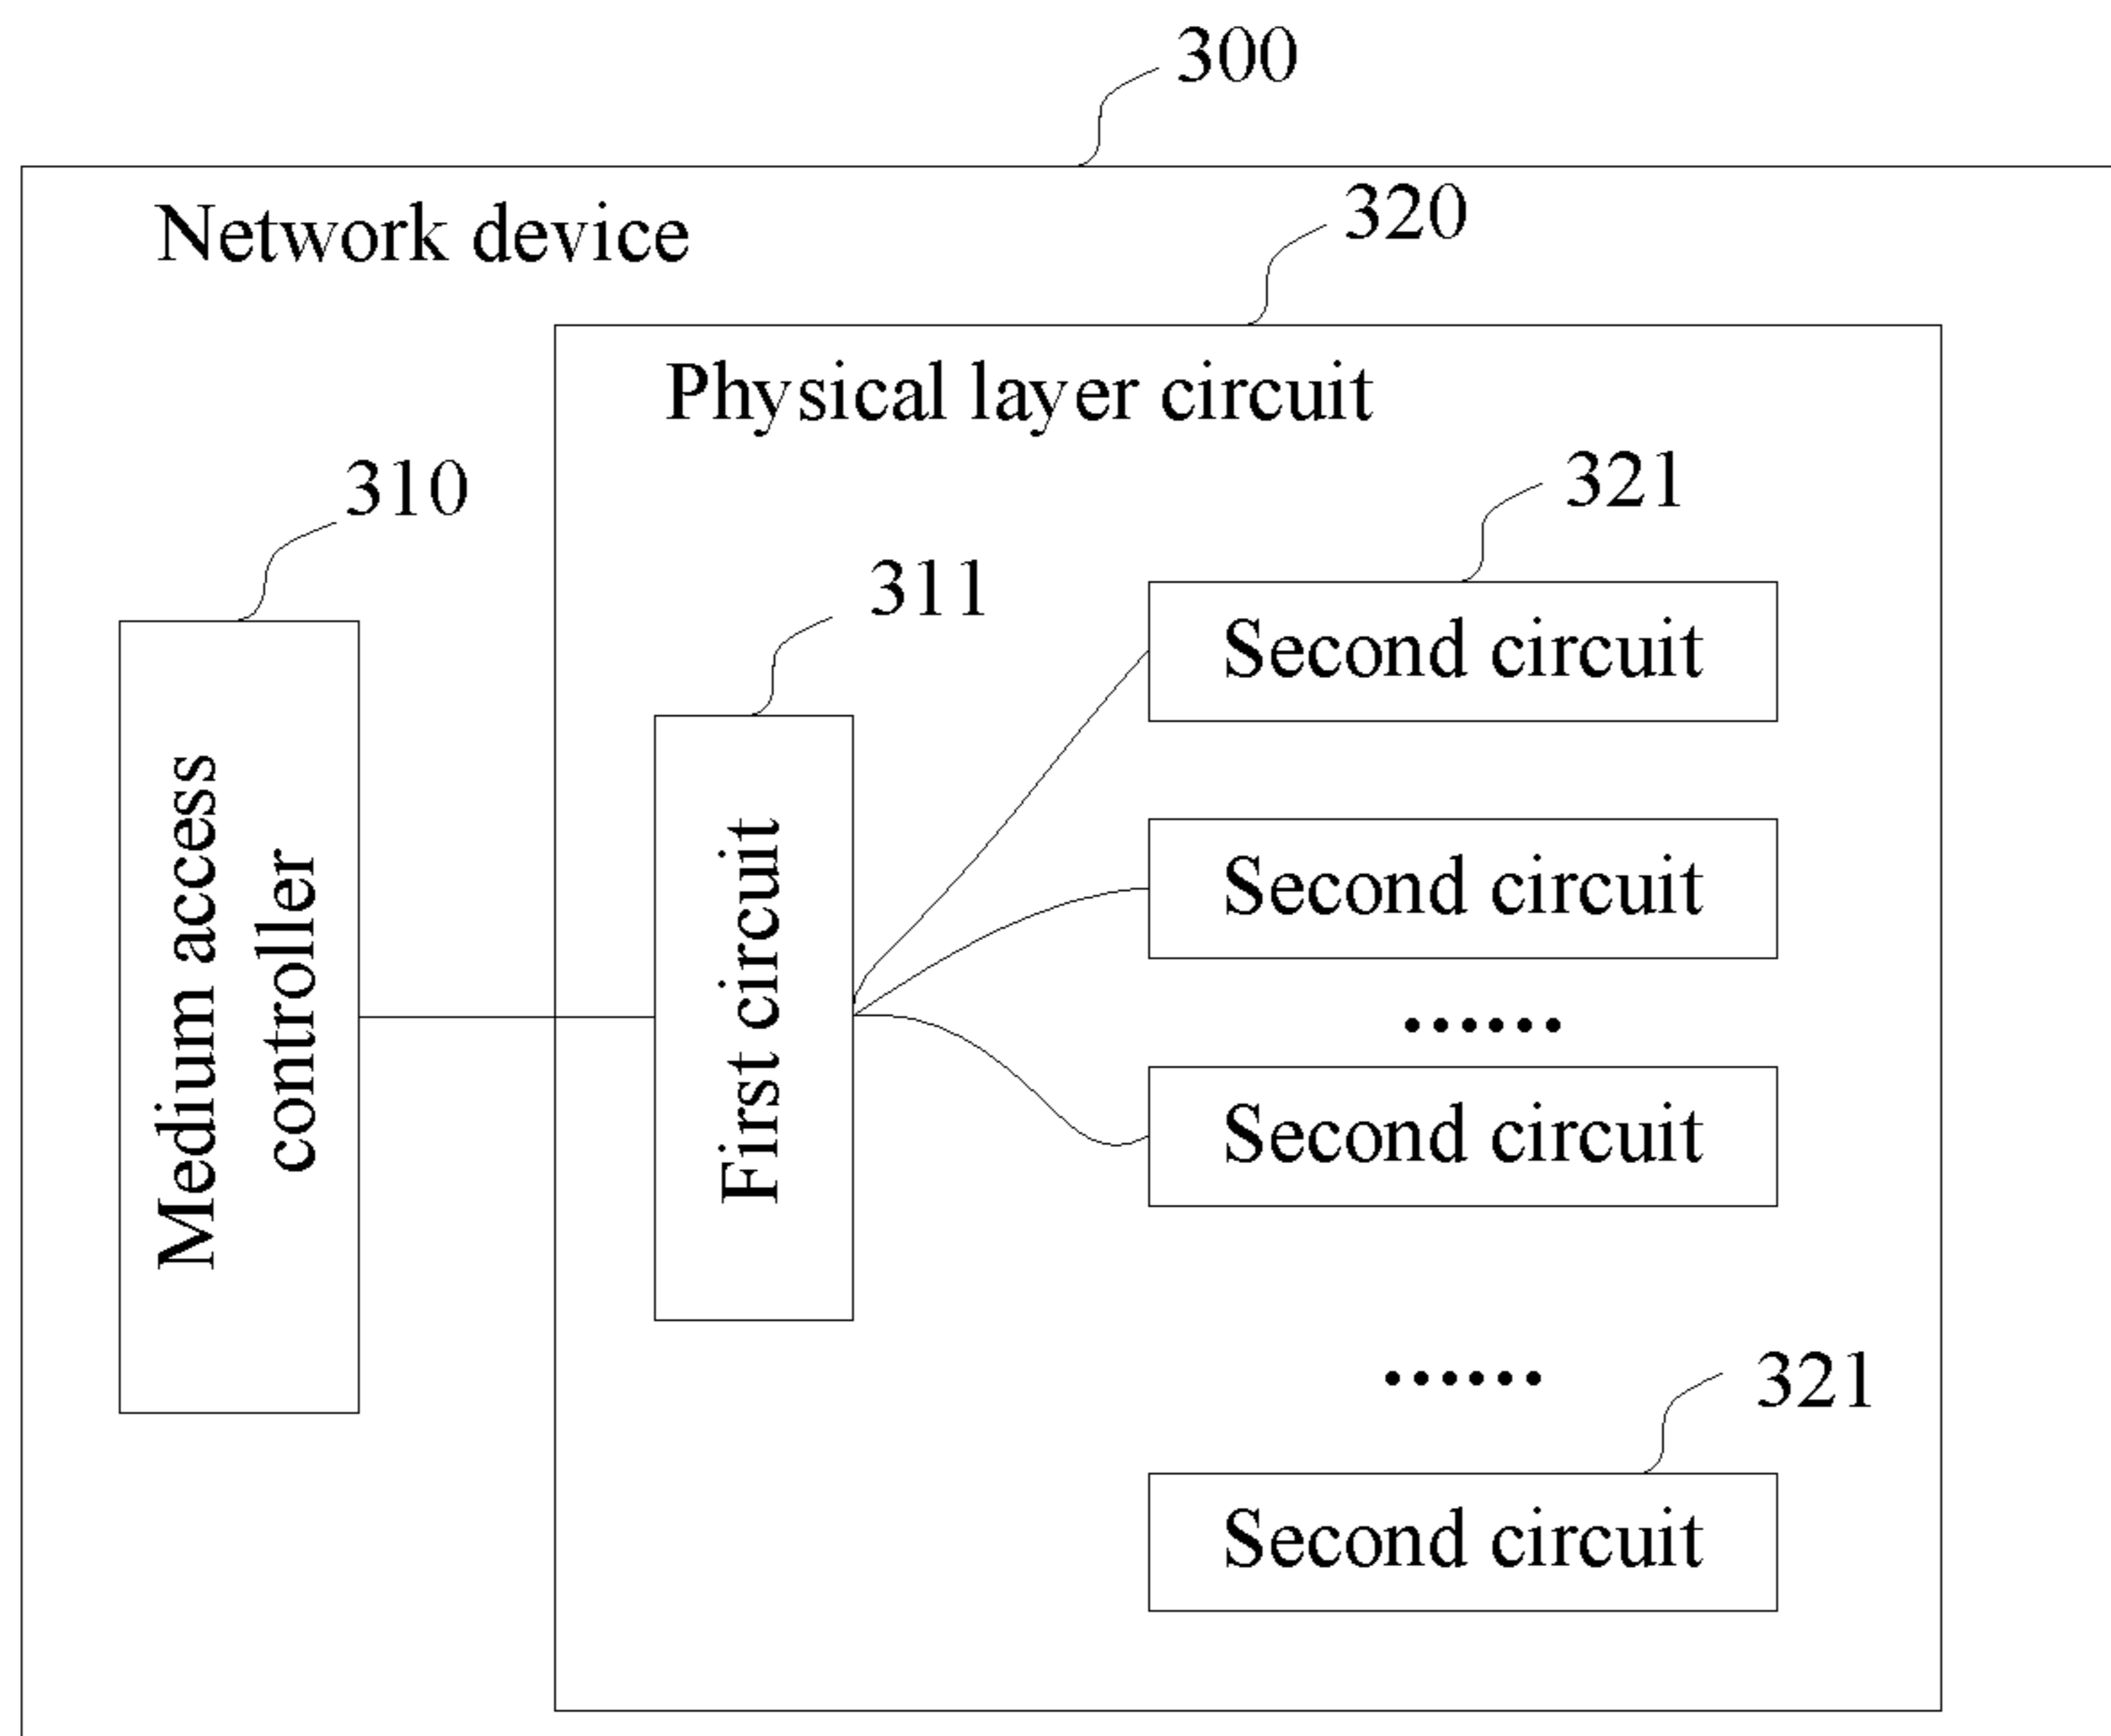 300
Network device
320
Physical layer circuit
310
321
311
Second circuit
Medium access
controller
First circuit
Second circuit
......
Second circuit
......
321
Second circuit